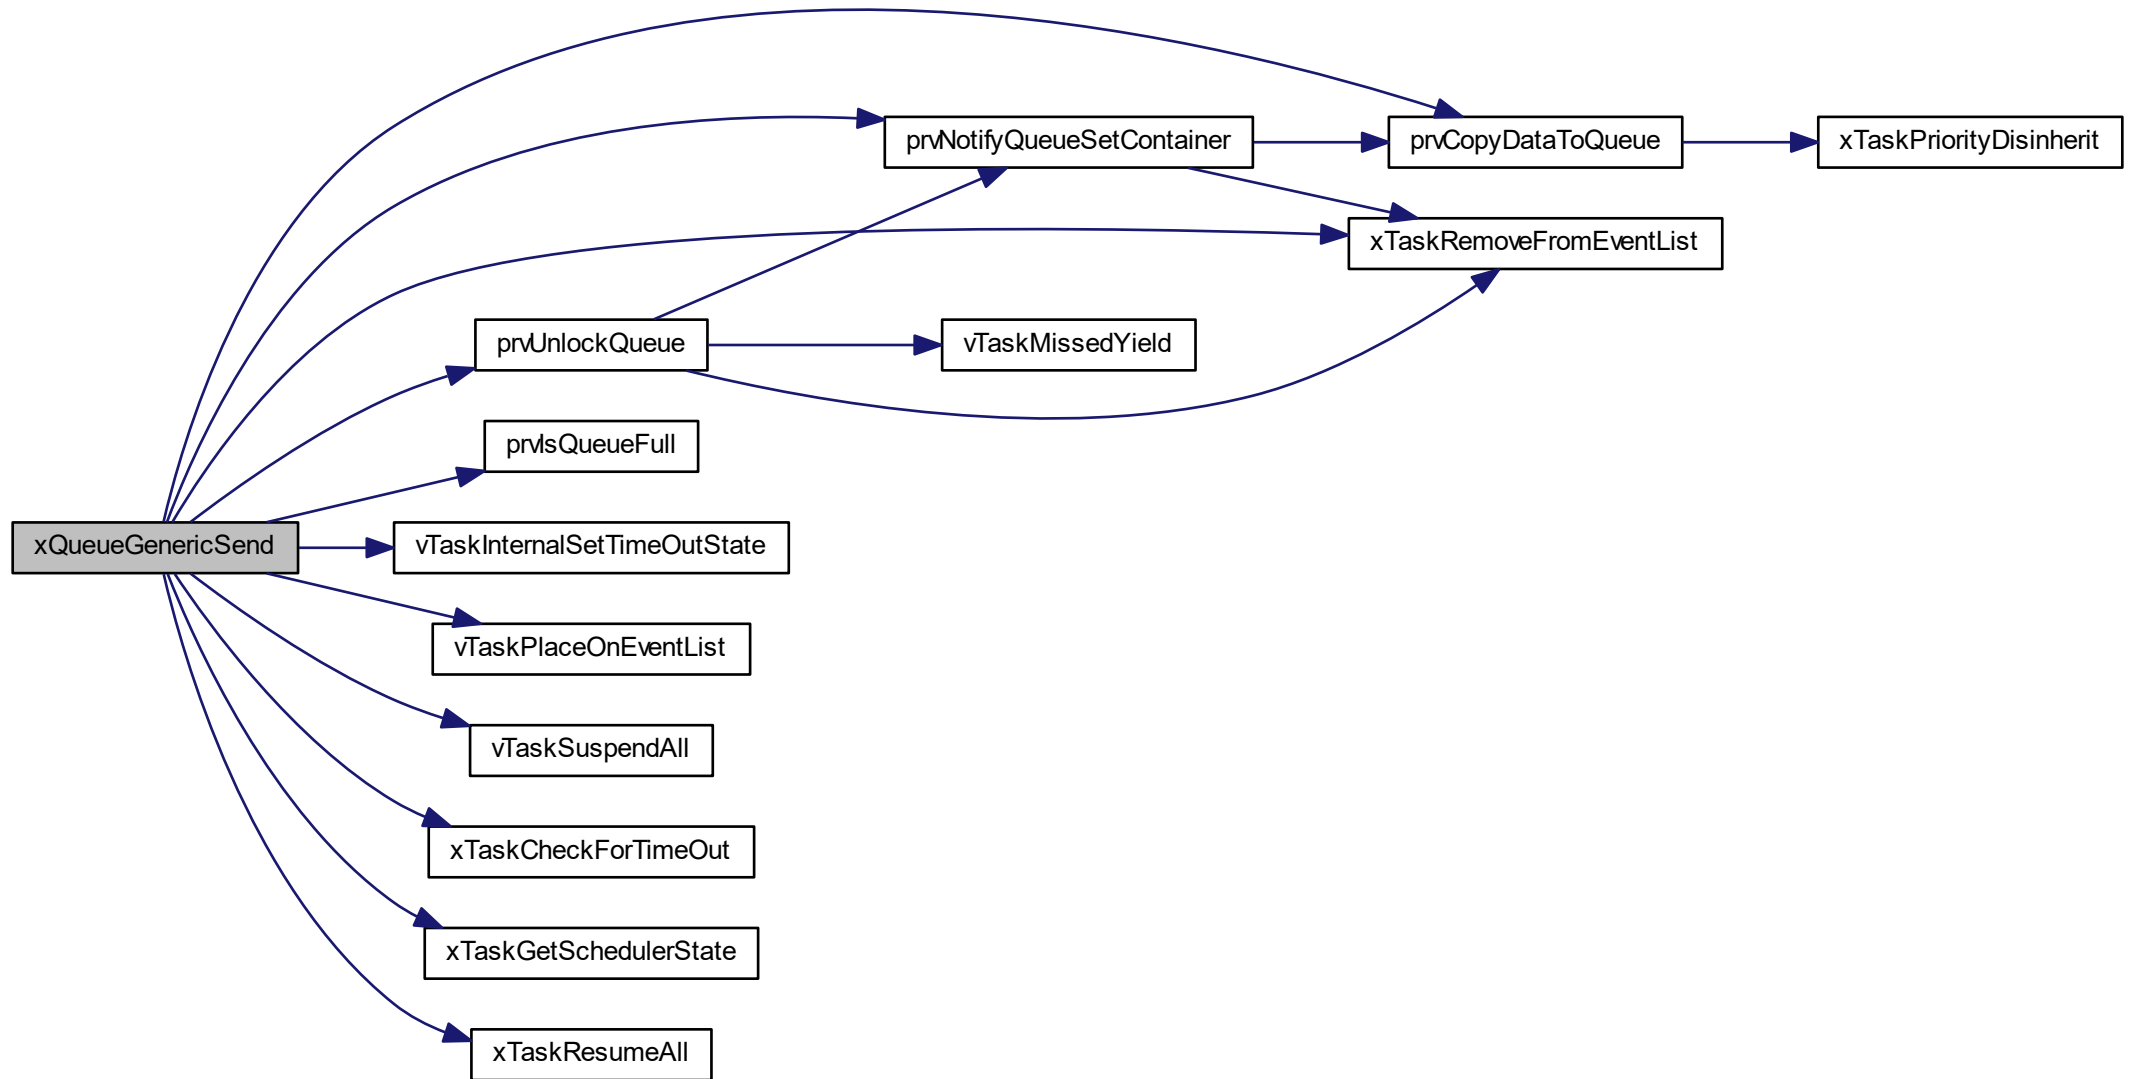 prvNotifyQueueSetContainer
prvCopyDataToQueue
xTaskPriorityDisinherit
xTaskRemoveFromEventList
prvUnlockQueue
vTaskMissedYield
prvIsQueueFull
xQueueGenericSend
vTaskInternalSetTimeOutState
vTaskPlaceOnEventList
vTaskSuspendAll
xTaskCheckForTimeOut
xTaskGetSchedulerState
xTaskResumeAll